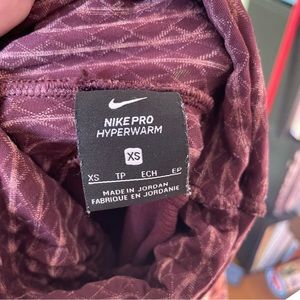 NIKE PRO
HYPERWARM
XS
XS TP ECH EP
MADE IN JORDAN
FABRIQUE EN JORDANIE